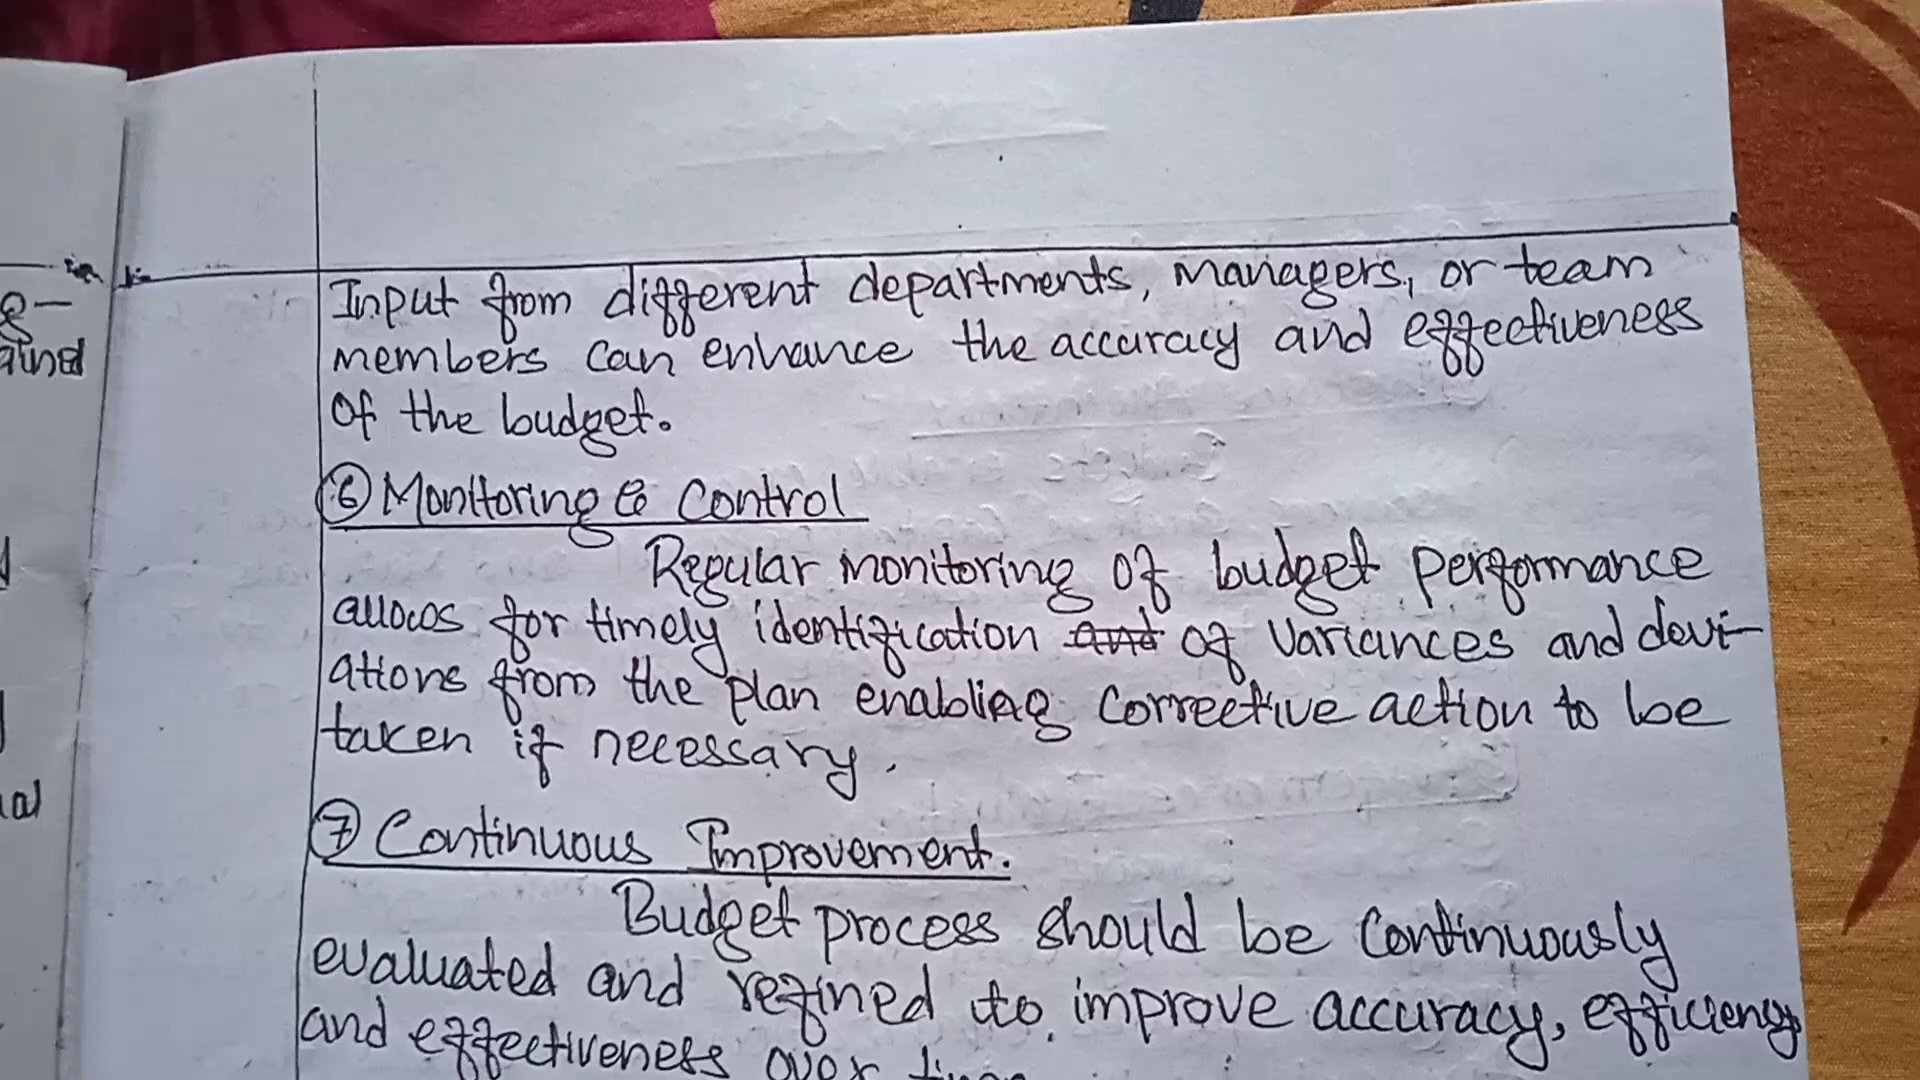 g-
ained
al
Input from different departments, managers, or team
members can enhance the accuracy and effectiveness
of the budget.
⑥ Monitoring & Control
Regular monitoring of budget performance
allows for timely identification and of variances and devi-
ations from the plan enabling corrective action to be
taken if necessary.
⑦ Continuous Improvement.
Budget process should be continuously
evaluated and refined to improve accuracy, efficiency
and effectiveness over